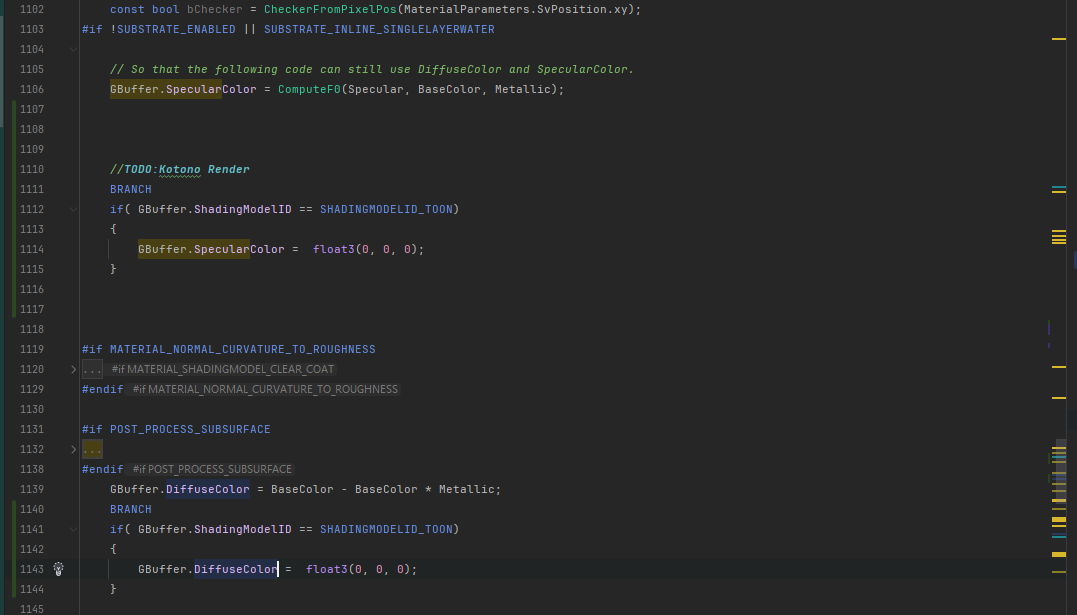 1102 const bool bChecker = CheckerFromPixelPos(MaterialParameters.SvPosition.xy);
1103 #if !SUBSTRATE_ENABLED || SUBSTRATE_INLINE_SINGLELAYERWATER
1104
1105 // So that the following code can still use DiffuseColor and SpecularColor.
1106 GBuffer.SpecularColor = ComputeF0(Specular, BaseColor, Metallic);
1107
1108
1109
1110 //TODO:Kotono Render
1111 BRANCH
1112 if( GBuffer.ShadingModelID == SHADINGMODELID_TOON)
1113 {
1114 GBuffer.SpecularColor =  float3(0, 0, 0);
1115 }
1116
1117
1118
1119 #if MATERIAL_NORMAL_CURVATURE_TO_ROUGHNESS
1120 ... #if MATERIAL_SHADINGMODEL_CLEAR_COAT
1129 #endif #if MATERIAL_NORMAL_CURVATURE_TO_ROUGHNESS
1130
1131 #if POST_PROCESS_SUBSURFACE
1132 ...
1138 #endif #if POST_PROCESS_SUBSURFACE
1139 GBuffer.DiffuseColor = BaseColor - BaseColor * Metallic;
1140 BRANCH
1141 if( GBuffer.ShadingModelID == SHADINGMODELID_TOON)
1142 {
1143 GBuffer.DiffuseColor =  float3(0, 0, 0);
1144 }
1145